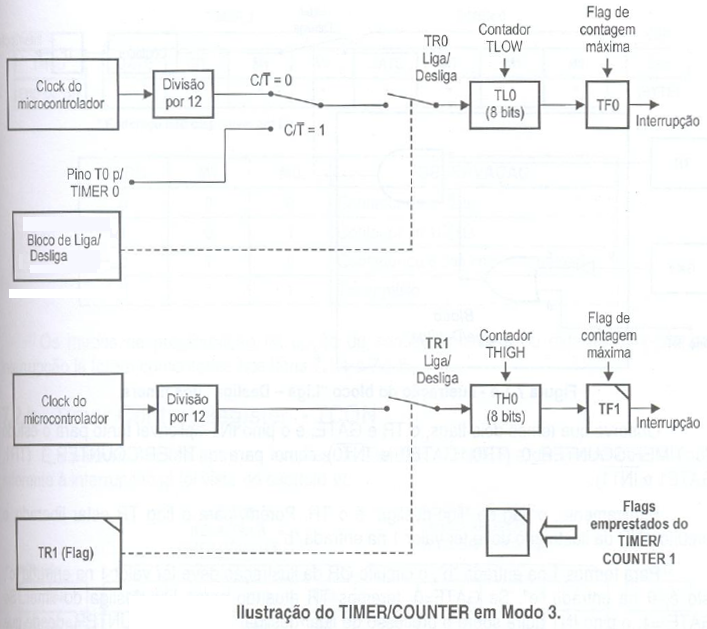 Clock do
microcontrolador
Divisão
por 12
C/T̅ = 0
C/T̅ = 1
Pino T0 p/
TIMER 0
Bloco de Liga/
Desliga
TR0
Liga/
Desliga
Contador
TLOW
TL0
(8 bits)
Flag de
contagem
máxima
TF0
Interrupção
Clock do
microcontrolador
Divisão
por 12
TR1
Liga/
Desliga
Contador
THIGH
TH0
(8 bits)
Flag de
contagem
máxima
TF1
Interrupção
TR1 (Flag)
Flags
emprestados do
TIMER/
COUNTER 1
Ilustração do TIMER/COUNTER em Modo 3.